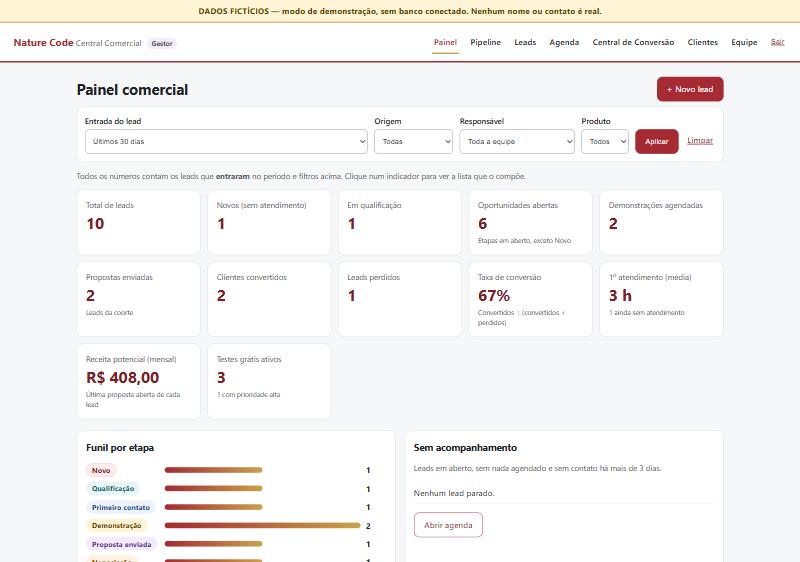 DADOS FICTÍCIOS — modo de demonstração, sem banco conectado. Nenhum nome ou contato é real.
Nature Code Central Comercial Gestor Painel Pipeline Leads Agenda Central de Conversão Clientes Equipe Sair
Painel comercial + Novo lead
Entrada do lead Origem Responsável Produto
Últimos 30 dias Todas Toda a equipe Todos Aplicar Limpar
Todos os números contam os leads que entraram no período e filtros acima. Clique num indicador para ver a lista que o compõe.
Total de leads Novos (sem atendimento) Em qualificação Oportunidades abertas Demonstrações agendadas
10 1 1 6 2
Etapas em aberto, exceto Novo
Propostas enviadas Clientes convertidos Leads perdidos Taxa de conversão 1º atendimento (média)
2 2 1 67% 3 h
Leads da coorte Convertidos ÷ (convertidos + 1 ainda sem atendimento
perdidos)
Receita potencial (mensal) Testes grátis ativos
R$ 408,00 3
Última proposta aberta de cada 1 com prioridade alta
lead
Funil por etapa Sem acompanhamento
Novo 1 Leads em aberto, sem nada agendado e sem contato há mais de 3 dias.
Qualificação 1 Nenhum lead parado.
Primeiro contato 1
Demonstração 2 Abrir agenda
Proposta enviada 1
Negociação 1